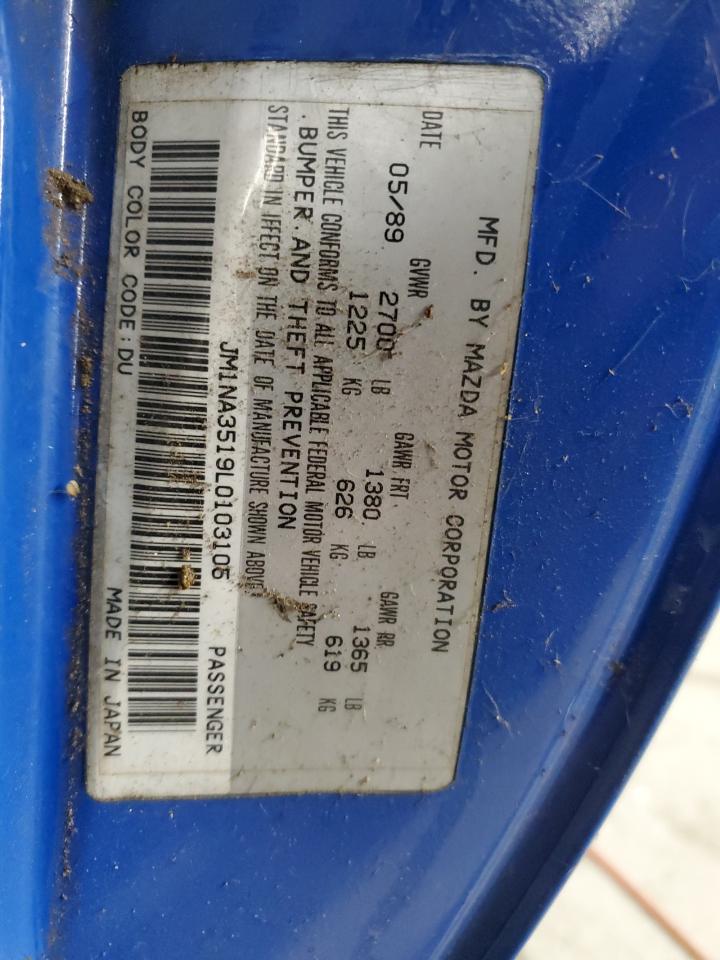 MFD. BY MAZDA MOTOR CORPORATION
DATE GVWR GAWR FRT. GAWR RR.
05/89 2700 LB 1380 LB 1365 LB
1225 KG 626 KG 619 KG
THIS VEHICLE CONFORMS TO ALL APPLICABLE FEDERAL MOTOR VEHICLE SAFETY
.BUMPER AND THEFT PREVENTION
STANDARD IN EFFECT ON THE DATE OF MANUFACTURE SHOWN ABOVE
JM1NA3519L0103105 PASSENGER
BODY COLOR CODE:DU MADE IN JAPAN